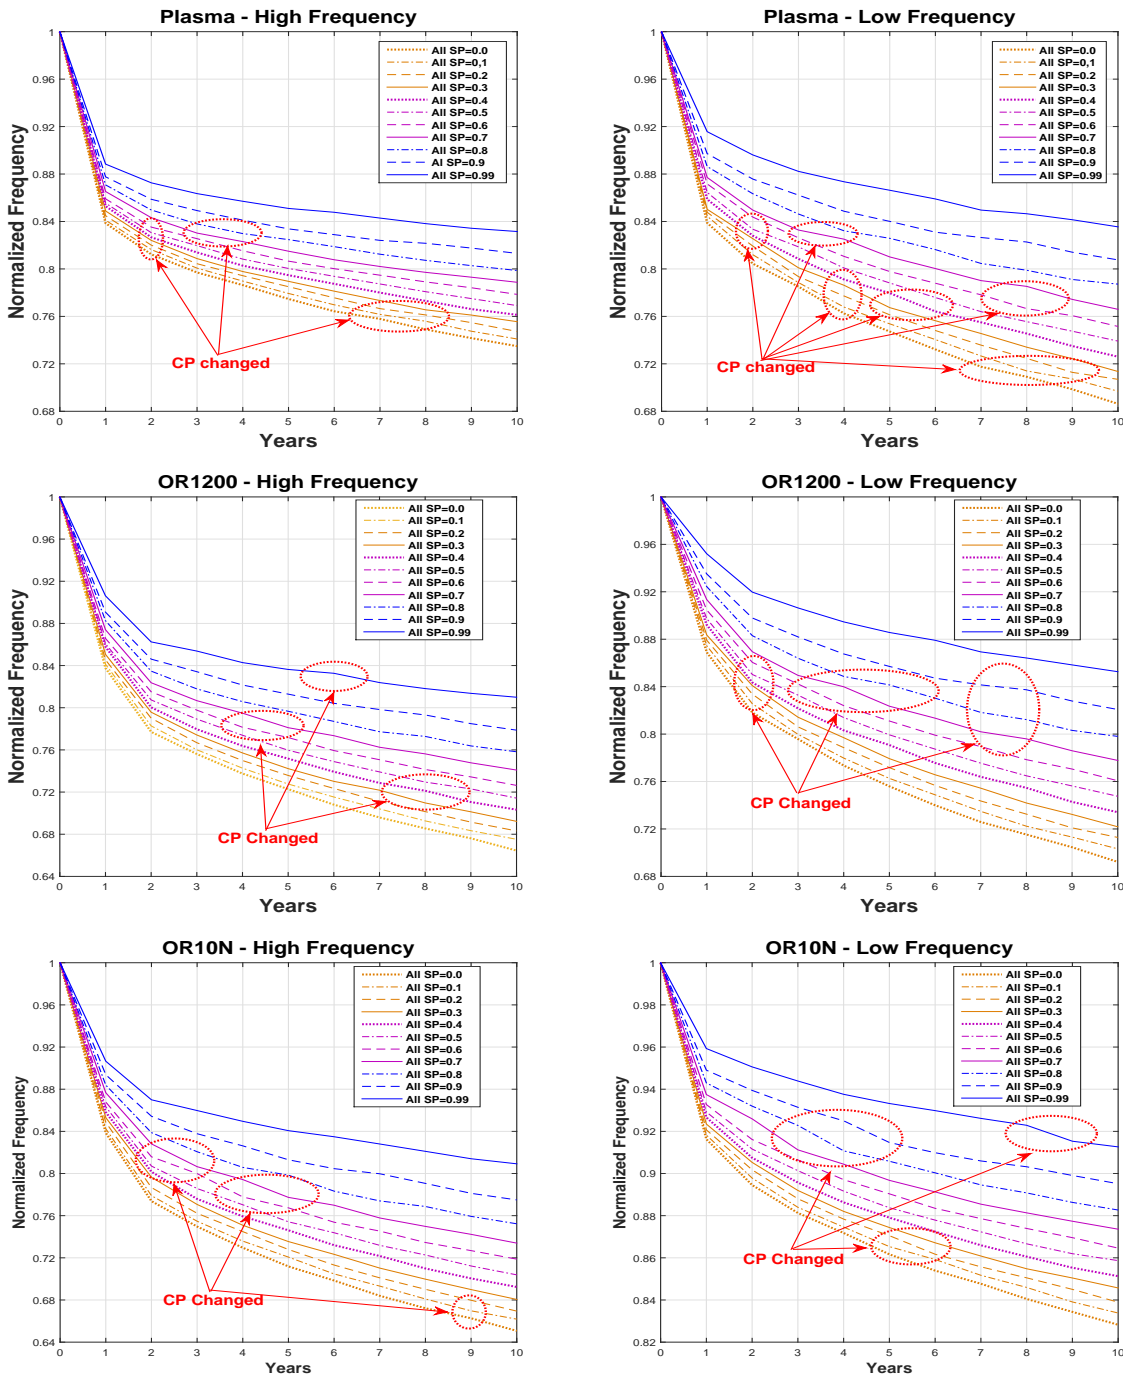 Plasma - High Frequency
1
0.96
0.92
0.88
0.84
0.8
0.76
0.72
0.68
Normalized Frequency
All SP=0.0
All SP=0,1
All SP=0.2
All SP=0.3
All SP=0.4
All SP=0.5
All SP=0.6
All SP=0.7
All SP=0.8
Al SP=0.9
All SP=0.99
CP changed
0 1 2 3 4 5 6 7 8 9 10
Years
Plasma - Low Frequency
1
0.96
0.92
0.88
0.84
0.8
0.76
0.72
0.68
Normalized Frequency
All SP=0.0
All SP=0,1
All SP=0.2
All SP=0.3
All SP=0.4
All SP=0.5
All SP=0.6
All SP=0.7
All SP=0.8
All SP=0.9
All SP=0.99
CP changed
0 1 2 3 4 5 6 7 8 9 10
Years
OR1200 - High Frequency
1
0.96
0.92
0.88
0.84
0.8
0.76
0.72
0.68
0.64
Normalized Frequency
All SP=0.0
All SP=0.1
All SP=0.2
All SP=0.3
All SP=0.4
All SP=0.5
All SP=0.6
All SP=0.7
All SP=0.8
All SP=0.9
All SP=0.99
CP Changed
0 1 2 3 4 5 6 7 8 9 10
Years
OR1200 - Low Frequency
1
0.96
0.92
0.88
0.84
0.8
0.76
0.72
0.68
Normalized Frequency
All SP=0.0
All SP=0.1
All SP=0.2
All SP=0.3
All SP=0.4
All SP=0.5
All SP=0.6
All SP=0.7
All SP=0.8
All SP=0.9
All SP=0.99
CP Changed
0 1 2 3 4 5 6 7 8 9 10
Years
OR10N - High Frequency
1
0.96
0.92
0.88
0.84
0.8
0.76
0.72
0.68
0.64
Normalized Frequency
All SP=0.0
All SP=0.1
All SP=0.2
All SP=0.3
All SP=0.4
All SP=0.5
All SP=0.6
All SP=0.7
All SP=0.8
All SP=0.9
All SP=0.99
CP Changed
0 1 2 3 4 5 6 7 8 9 10
Years
OR10N - Low Frequency
1
0.98
0.96
0.94
0.92
0.9
0.88
0.86
0.84
0.82
Normalized Frequency
All SP=0.0
All SP=0.1
All SP=0.2
All SP=0.3
All SP=0.4
All SP=0.5
All SP=0.6
All SP=0.7
All SP=0.8
All SP=0.9
All SP=0.99
CP Changed
0 1 2 3 4 5 6 7 8 9 10
Years